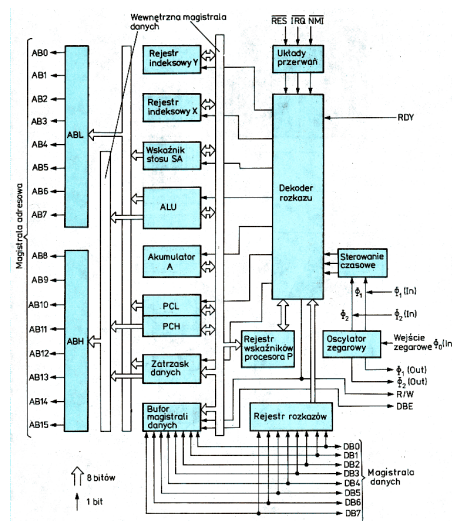 Wewnętrzna magistrala
danych
RES IRQ NMI
Układy
przerwań
AB0
AB1
AB2
AB3
AB4
AB5
AB6
AB7
ABL
Magistrala adresowa
AB8
AB9
AB10
AB11
AB12
AB13
AB14
AB15
ABH
Rejestr
indeksowy Y
Rejestr
indeksowy X
Wskaźnik
stosu SA
ALU
Akumulator
A
PCL
PCH
Zatrzask
danych
Bufor
magistrali
danych
Dekoder
rozkazu
RDY
Sterowanie
czasowe
ϕ1
ϕ1 (In)
ϕ2
ϕ2 (In)
Oscylator
zegarowy
Wejście
zegarowe ϕ0 (In
ϕ1 (Out)
ϕ2 (Out)
R/W
DBE
Rejestr
wskaźników
procesora P
Rejestr rozkazów
DB0
DB1
DB2
DB3
DB4
DB5
DB6
DB7
Magistrala
danych
8 bitów
1 bit